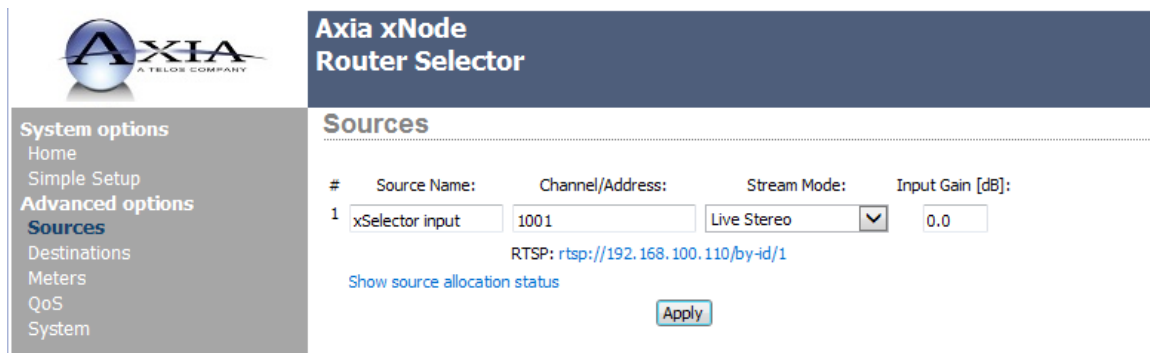 AXIA
A TELOS COMPANY
Axia xNode
Router Selector
System options
Home
Simple Setup
Advanced options
Sources
Destinations
Meters
QoS
System
Sources
# Source Name: Channel/Address: Stream Mode: Input Gain [dB]:
1 xSelector input 1001 Live Stereo 0.0
RTSP: rtsp://192.168.100.110/by-id/1
Show source allocation status
Apply